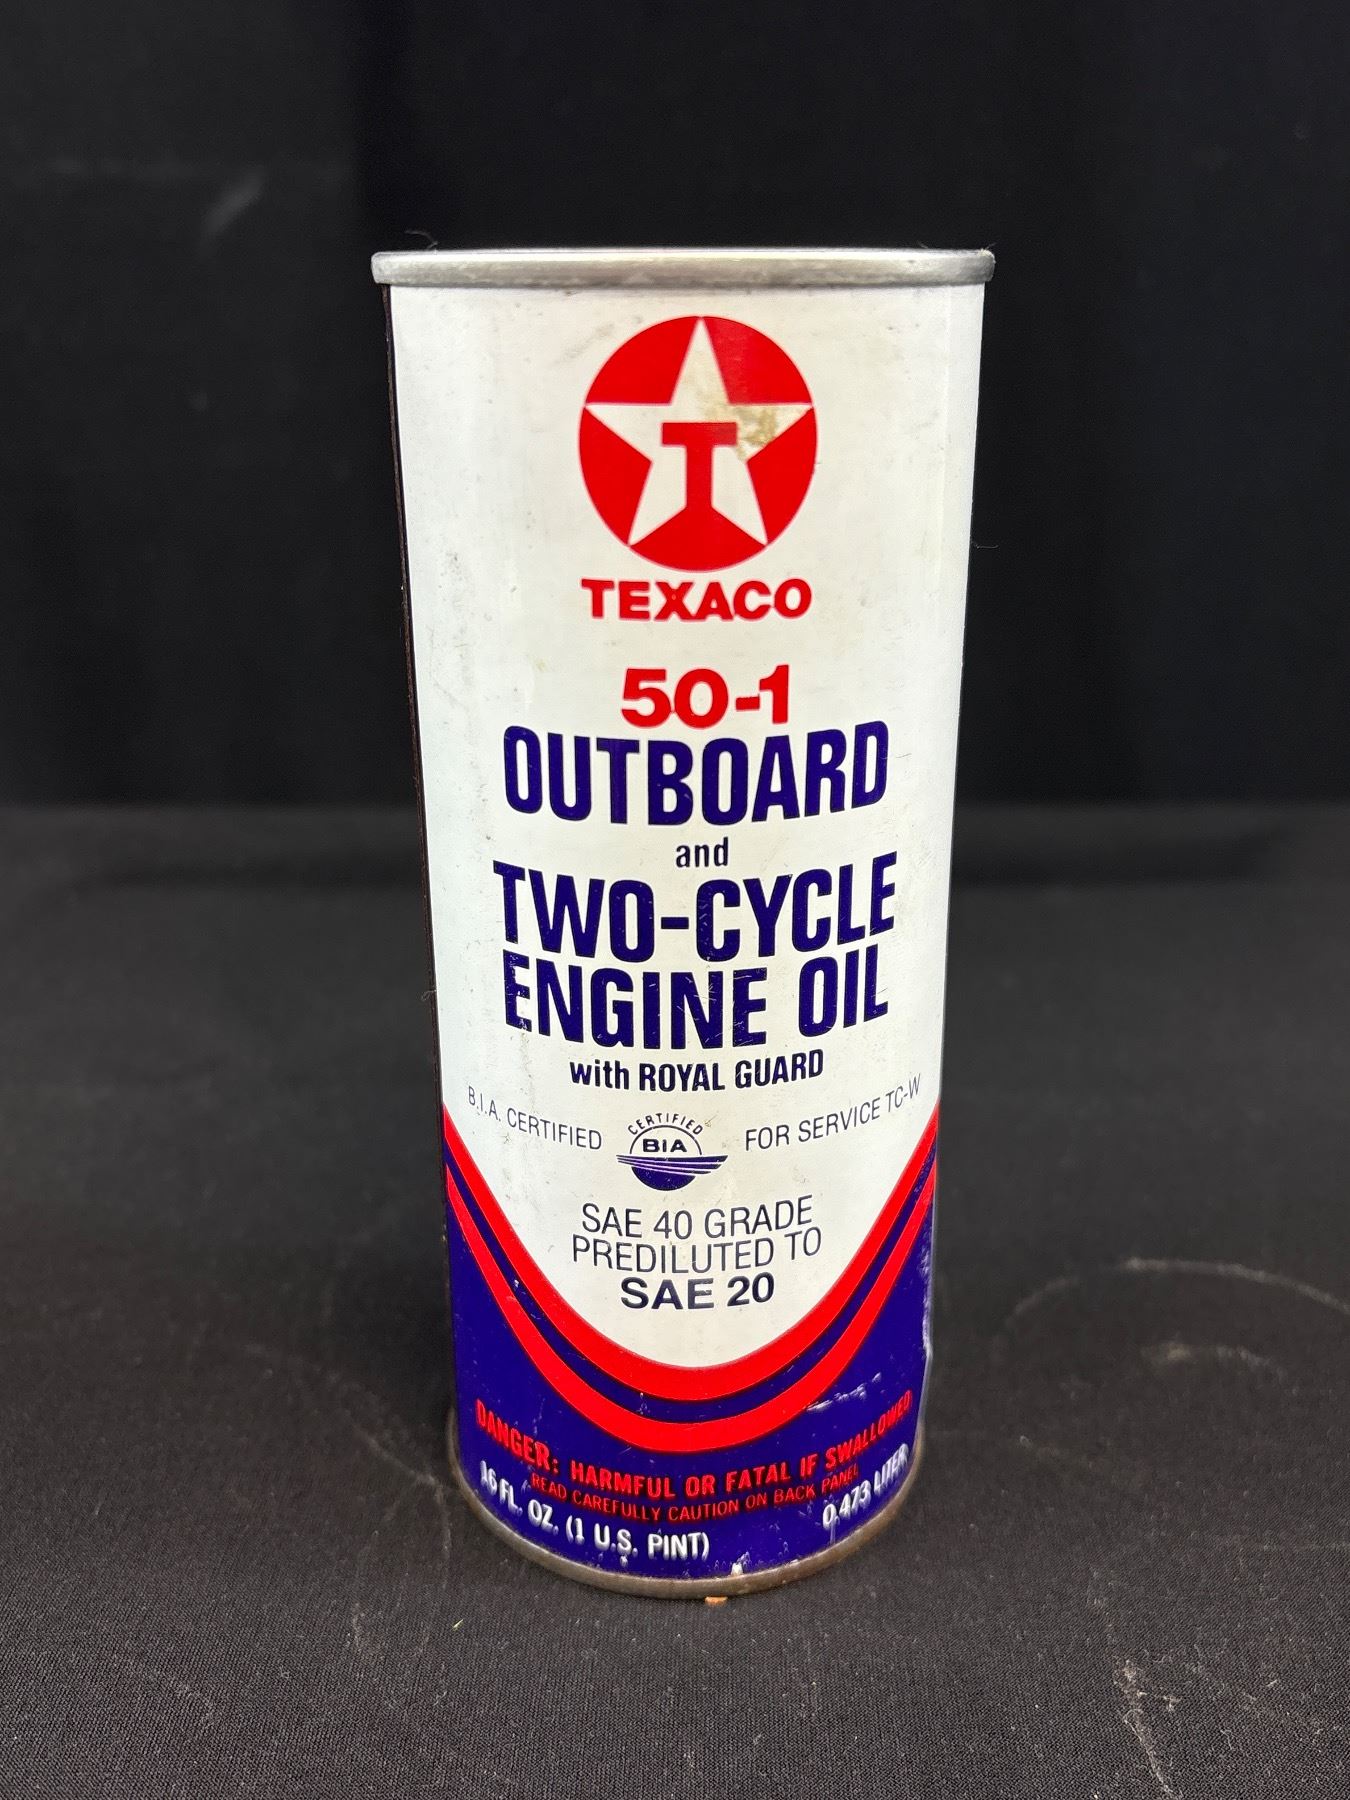 T
TEXACO
50-1
OUTBOARD
and
TWO-CYCLE
ENGINE OIL
with ROYAL GUARD
B.I.A. CERTIFIED
CERTIFIED
BIA
FOR SERVICE TC-W
SAE 40 GRADE
PREDILUTED TO
SAE 20
DANGER: HARMFUL OR FATAL IF SWALLOWED
READ CAREFULLY CAUTION ON BACK PANEL
16 FL. OZ. (1 U.S. PINT) 0.473 LITER